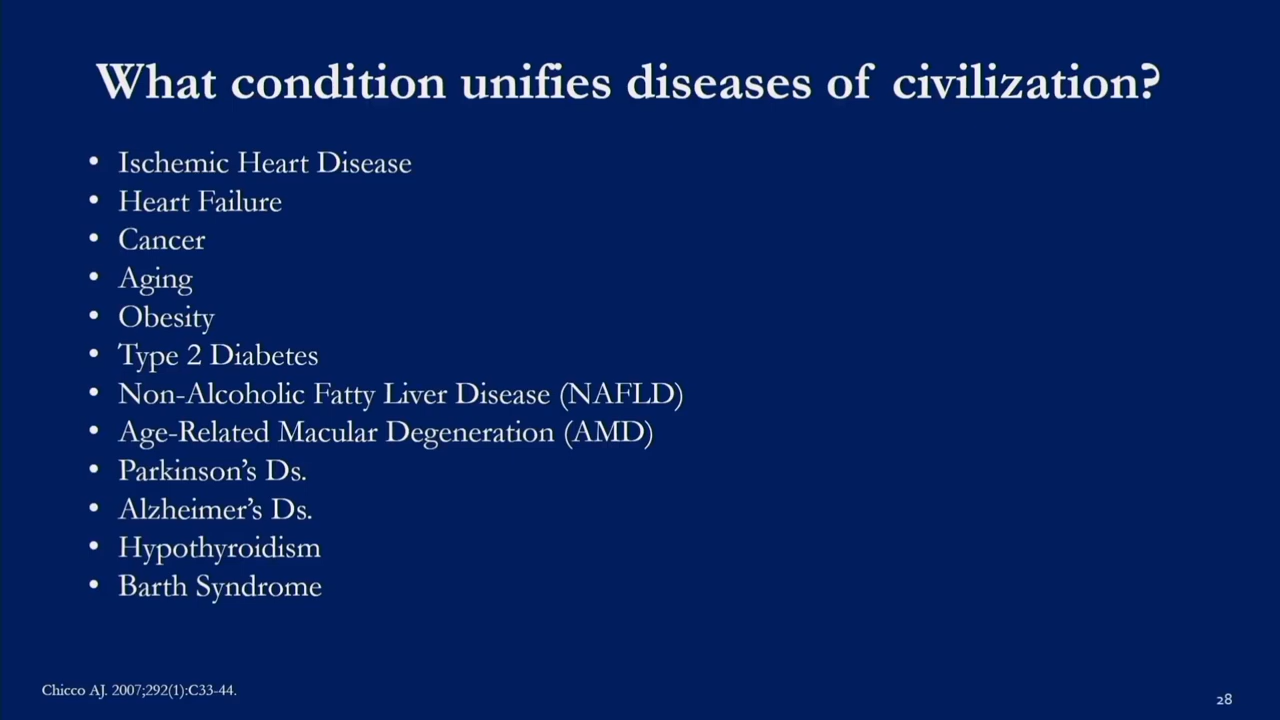 What condition unifies diseases of civilization?
• Ischemic Heart Disease
• Heart Failure
• Cancer
• Aging
• Obesity
• Type 2 Diabetes
• Non-Alcoholic Fatty Liver Disease (NAFLD)
• Age-Related Macular Degeneration (AMD)
• Parkinson’s Ds.
• Alzheimer’s Ds.
• Hypothyroidism
• Barth Syndrome
Chicco AJ. 2007;292(1):C33-44.
28